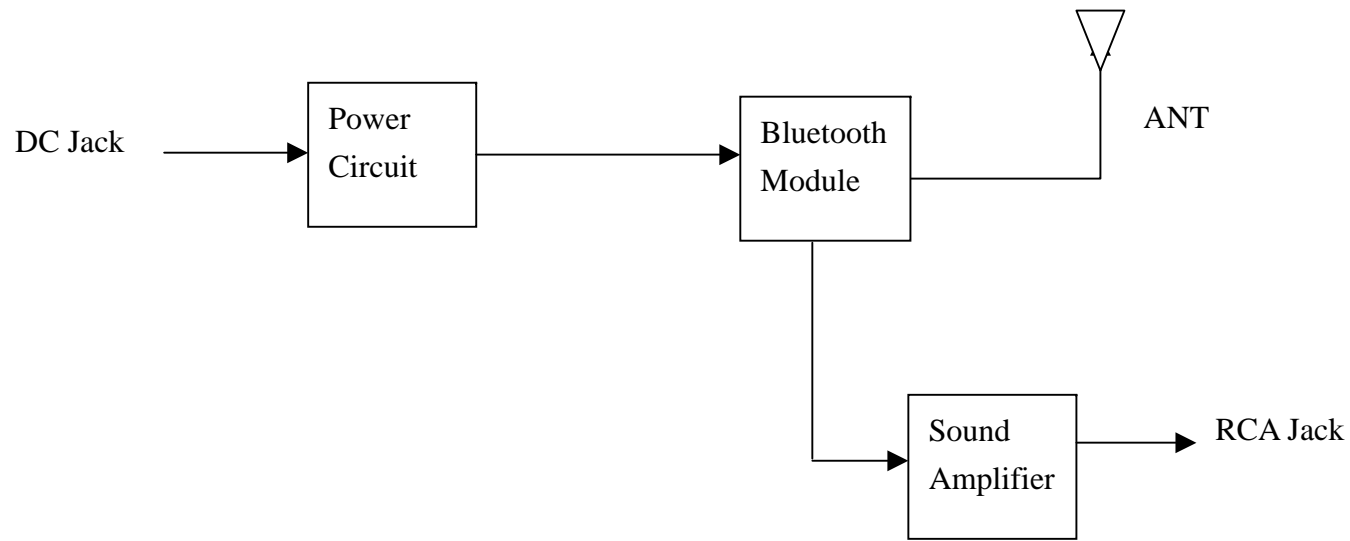 DC Jack
Power
Circuit
Bluetooth
Module
ANT
Sound
Amplifier
RCA Jack